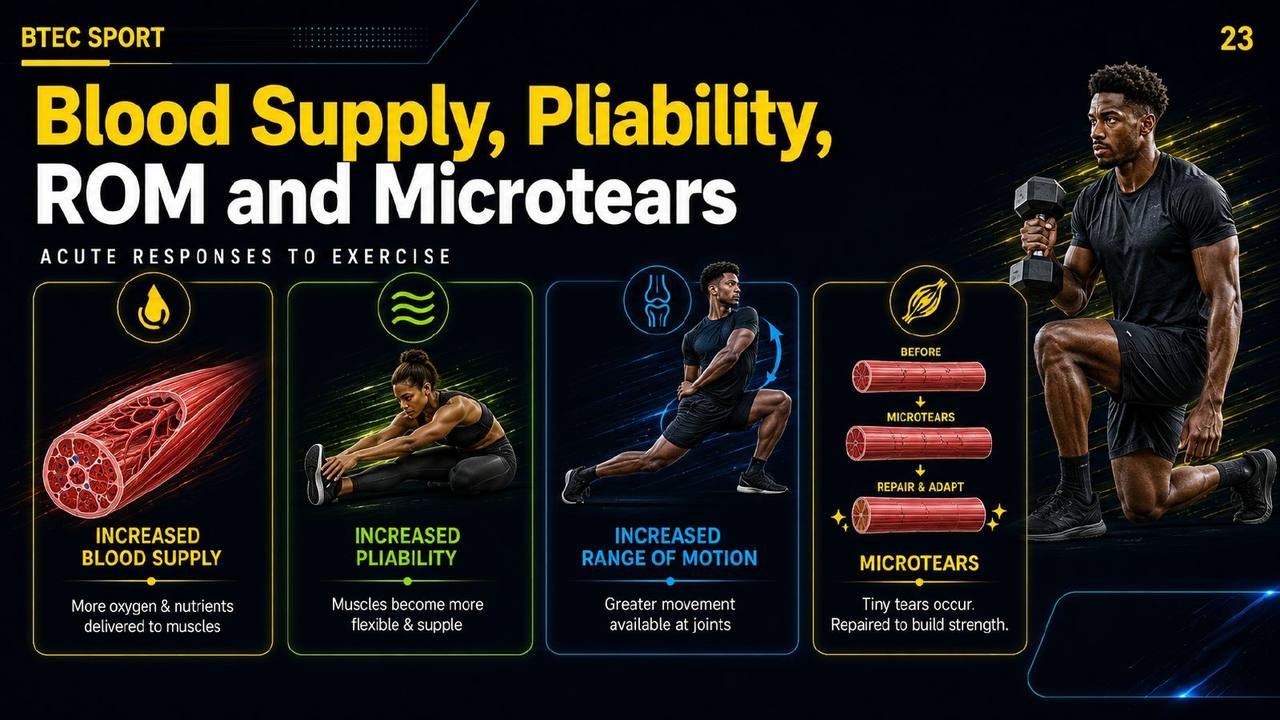 BTEC SPORT
23
Blood Supply, Pliability,
ROM and Microtears
ACUTE RESPONSES TO EXERCISE
INCREASED
BLOOD SUPPLY
More oxygen & nutrients
delivered to muscles
INCREASED
PLIABILITY
Muscles become more
flexible & supple
INCREASED
RANGE OF MOTION
Greater movement
available at joints
BEFORE
MICROTEARS
REPAIR & ADAPT
MICROTEARS
Tiny tears occur.
Repaired to build strength.